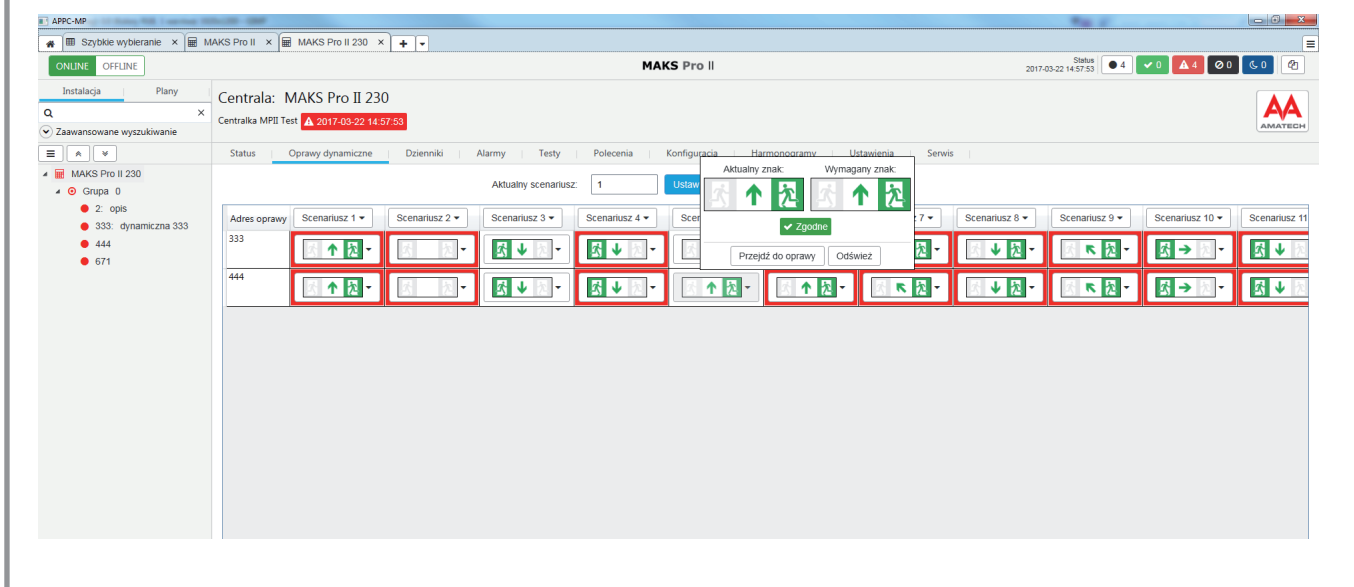 APPC-MP
Szybkie wybieranie × MAKS Pro II × MAKS Pro II 230 ×
ONLINE OFFLINE MAKS Pro II Status
2017-03-22 14:57:53 4 0 4 0 0
Instalacja Plany
Centrala: MAKS Pro II 230
Centralka MPII Test 2017-03-22 14:57:53
AMATECH
Zaawansowane wyszukiwanie
Status Oprawy dynamiczne Dzienniki Alarmy Testy Polecenia Konfiguracja Harmonogramy Ustawienia Serwis
MAKS Pro II 230
Grupa 0
2: opis
333: dynamiczna 333
444
671
Aktualny scenariusz: 1 Ustaw
Aktualny znak: Wymagany znak:
Zgodne
Przejdź do oprawy Odśwież
Adres oprawy Scenariusz 1 Scenariusz 2 Scenariusz 3 Scenariusz 4 Scen 7 Scenariusz 8 Scenariusz 9 Scenariusz 10 Scenariusz 11
333
444